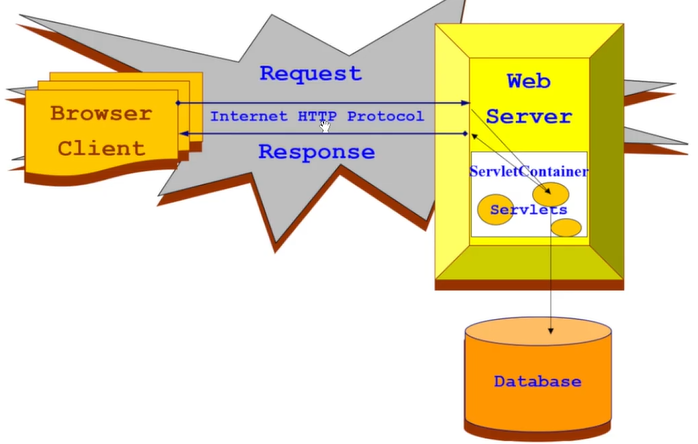 Request
Internet HTTP Protocol
Response
Browser
Client
Web
Server
ServletContainer
Servlets
Database